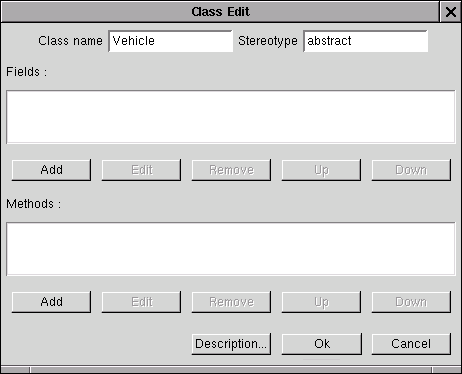 Class Edit
Class name Vehicle Stereotype abstract
Fields :
Add Edit Remove Up Down
Methods :
Add Edit Remove Up Down
Description... Ok Cancel